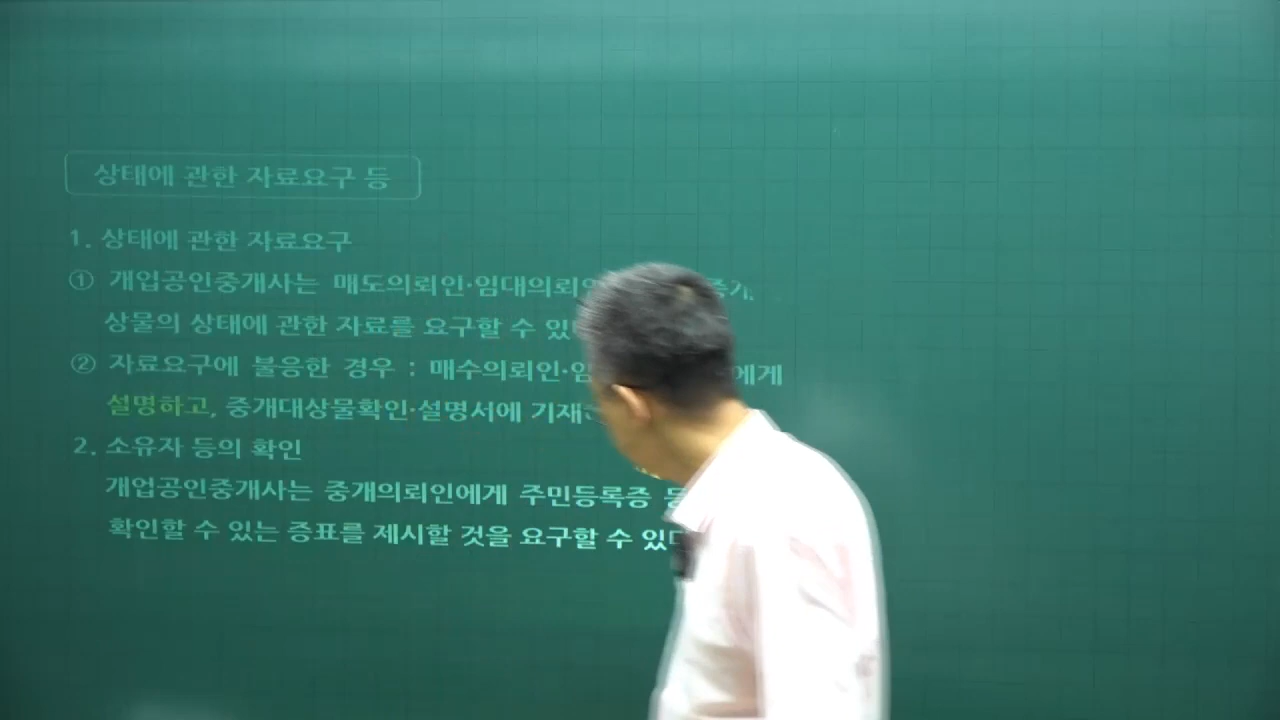 상태에 관한 자료요구 등
1. 상태에 관한 자료요구
① 개업공인중개사는 매도의뢰인·임대의뢰인
상물의 상태에 관한 자료를 요구할 수
② 자료요구에 불응한 경우 : 매수의뢰인· 에게
설명하고, 중개대상물확인·설명서에
2. 소유자 등의 확인
개업공인중개사는 중개의뢰인에게 주민등록증
확인할 수 있는 증표를 제시할 것을 요구할 수